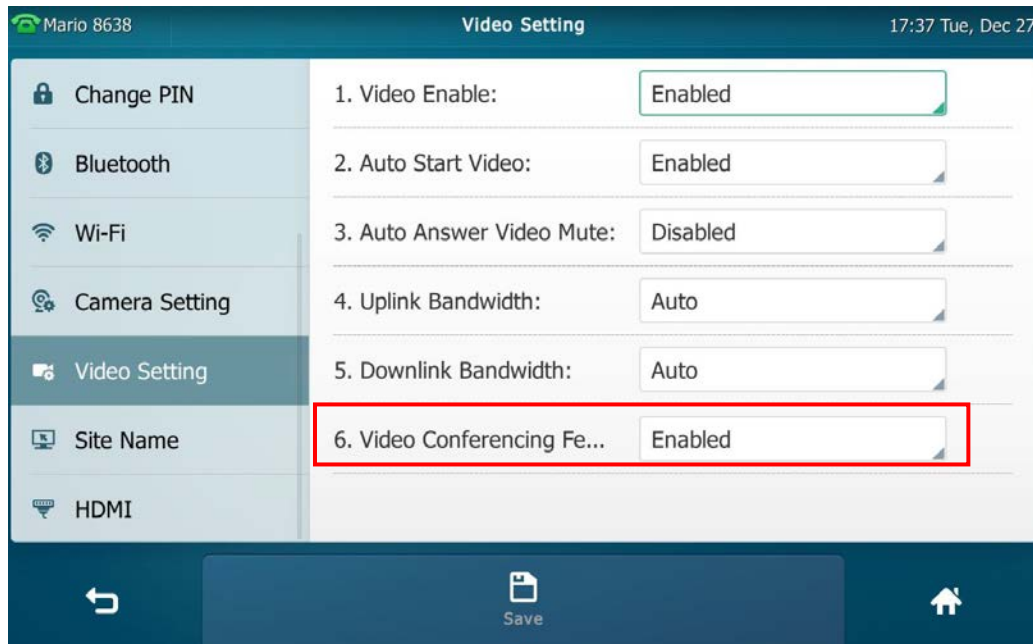 Mario 8638
Video Setting
17:37 Tue, Dec 27
Change PIN
Bluetooth
Wi-Fi
Camera Setting
Video Setting
Site Name
HDMI
1. Video Enable: Enabled
2. Auto Start Video: Enabled
3. Auto Answer Video Mute: Disabled
4. Uplink Bandwidth: Auto
5. Downlink Bandwidth: Auto
6. Video Conferencing Fe... Enabled
Save